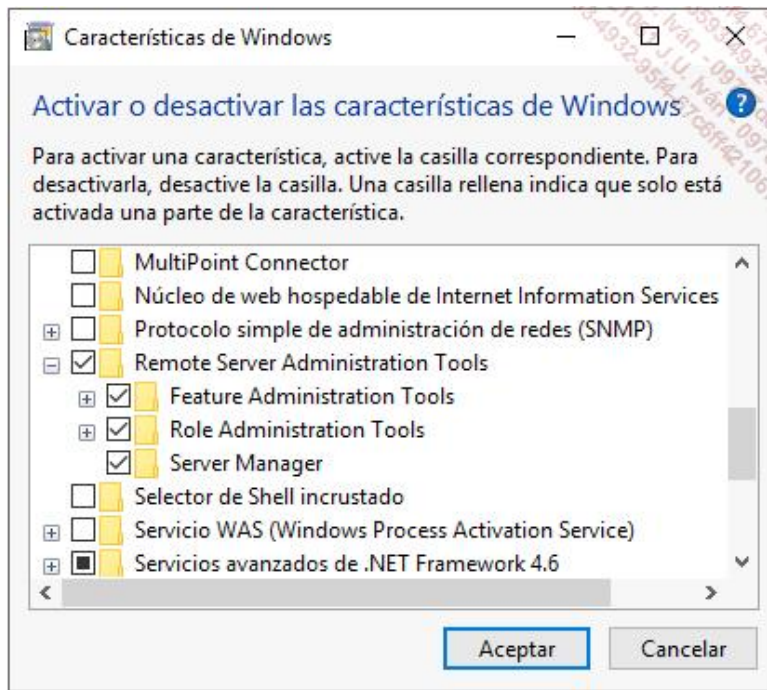 Características de Windows
Activar o desactivar las características de Windows
Para activar una característica, active la casilla correspondiente. Para
desactivarla, desactive la casilla. Una casilla rellena indica que solo está
activada una parte de la característica.
MultiPoint Connector
Núcleo de web hospedable de Internet Information Services
Protocolo simple de administración de redes (SNMP)
Remote Server Administration Tools
Feature Administration Tools
Role Administration Tools
Server Manager
Selector de Shell incrustado
Servicio WAS (Windows Process Activation Service)
Servicios avanzados de .NET Framework 4.6
Aceptar
Cancelar